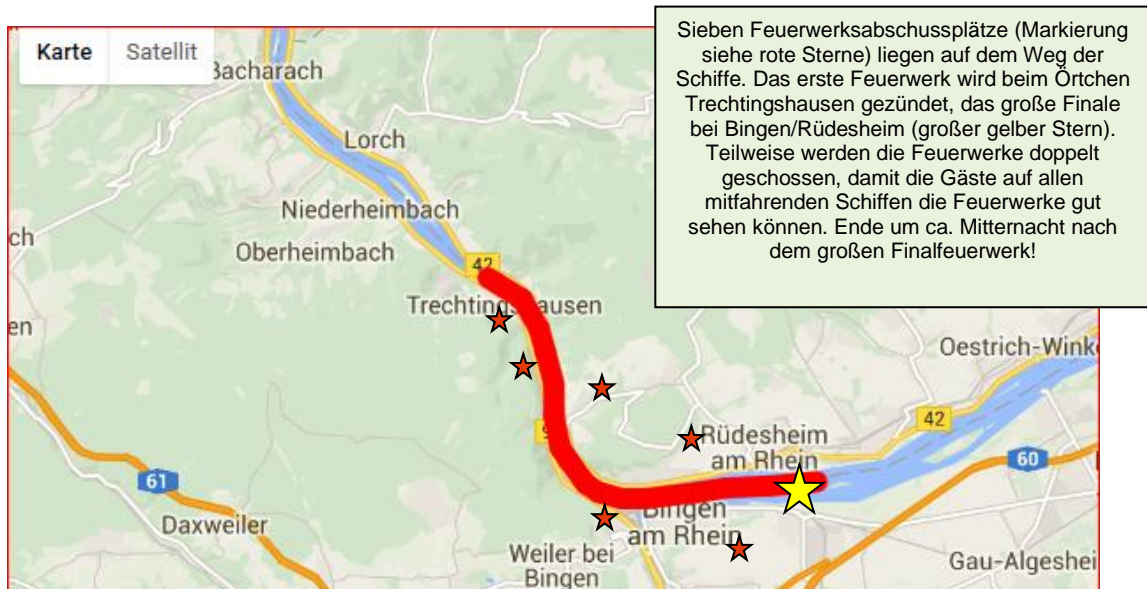 Sieben Feuerwerksabschussplätze (Markierung
siehe rote Sterne) liegen auf dem Weg der
Schiffe. Das erste Feuerwerk wird beim Örtchen
Trechtingshausen gezündet, das große Finale
bei Bingen/Rüdesheim (großer gelber Stern).
Teilweise werden die Feuerwerke doppelt
geschossen, damit die Gäste auf allen
mitfahrenden Schiffen die Feuerwerke gut
sehen können. Ende um ca. Mitternacht nach
dem großen Finalfeuerwerk!
Karte Satellit
Bacharach
Lorch
Niederheimbach
Oberheimbach
42
Trechtingshausen
Oestrich-Wink
42
9
Rüdesheim
am Rhein
60
61
Daxweiler
Bingen
am Rhein
Weiler bei
Bingen
Gau-Algeshei
ch
en